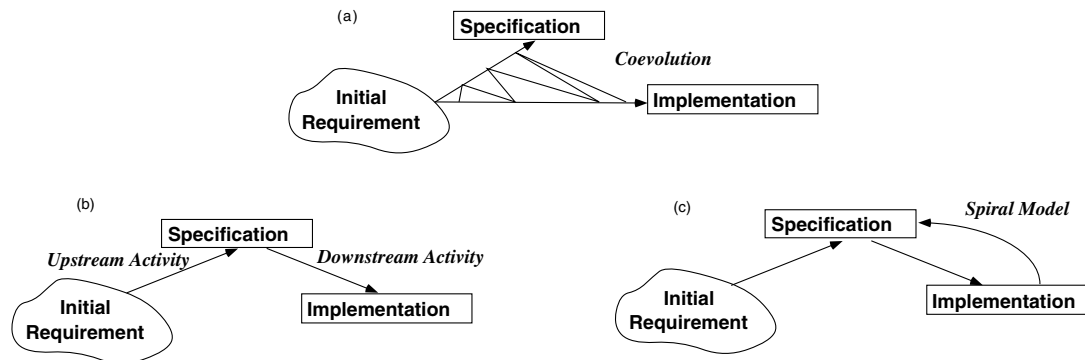 (a)
Specification
Coevolution
Initial
Requirement
Implementation
(b)
Specification
Upstream Activity
Downstream Activity
Initial
Requirement
Implementation
(c)
Specification
Spiral Model
Initial
Requirement
Implementation